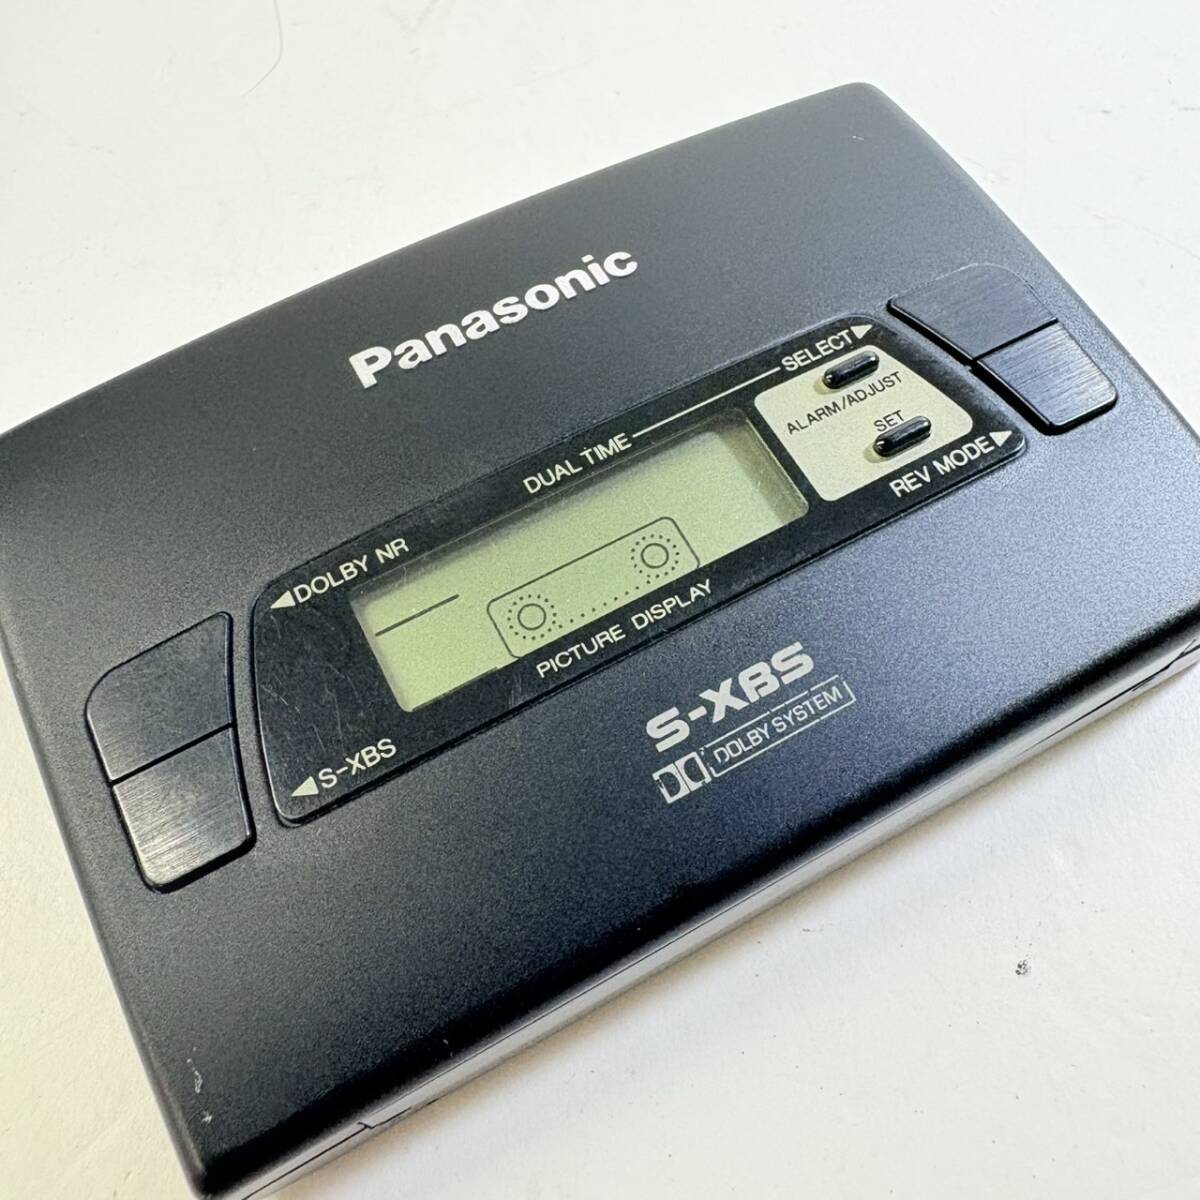 Panasonic
SELECT▶
ALARM/ADJUST
SET
REV MODE▶
DUAL TIME
◀DOLBY NR
PICTURE DISPLAY
◀S-XBS
S-XBS
DOLBY SYSTEM